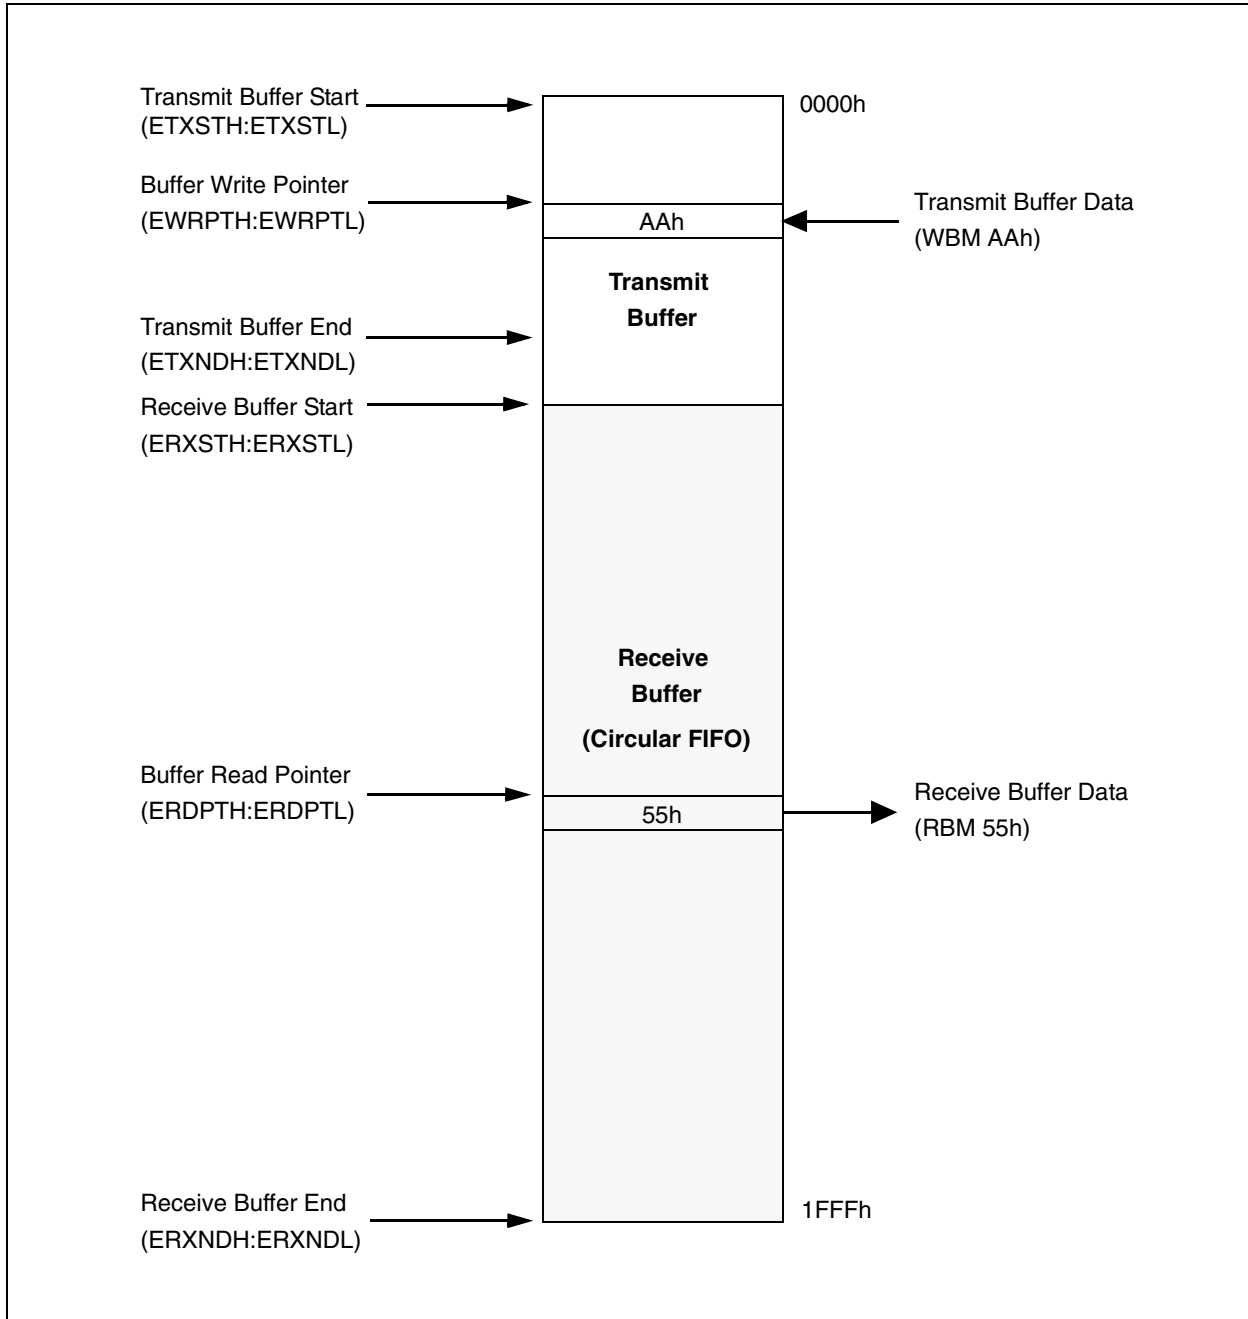 Transmit Buffer Start
(ETXSTH:ETXSTL)
0000h
Buffer Write Pointer
(EWRPTH:EWRPTL)
AAh
Transmit Buffer Data
(WBM AAh)
Transmit
Buffer
Transmit Buffer End
(ETXNDH:ETXNDL)
Receive Buffer Start
(ERXSTH:ERXSTL)
Receive
Buffer
(Circular FIFO)
Buffer Read Pointer
(ERDPTH:ERDPTL)
55h
Receive Buffer Data
(RBM 55h)
Receive Buffer End
(ERXNDH:ERXNDL)
1FFFh